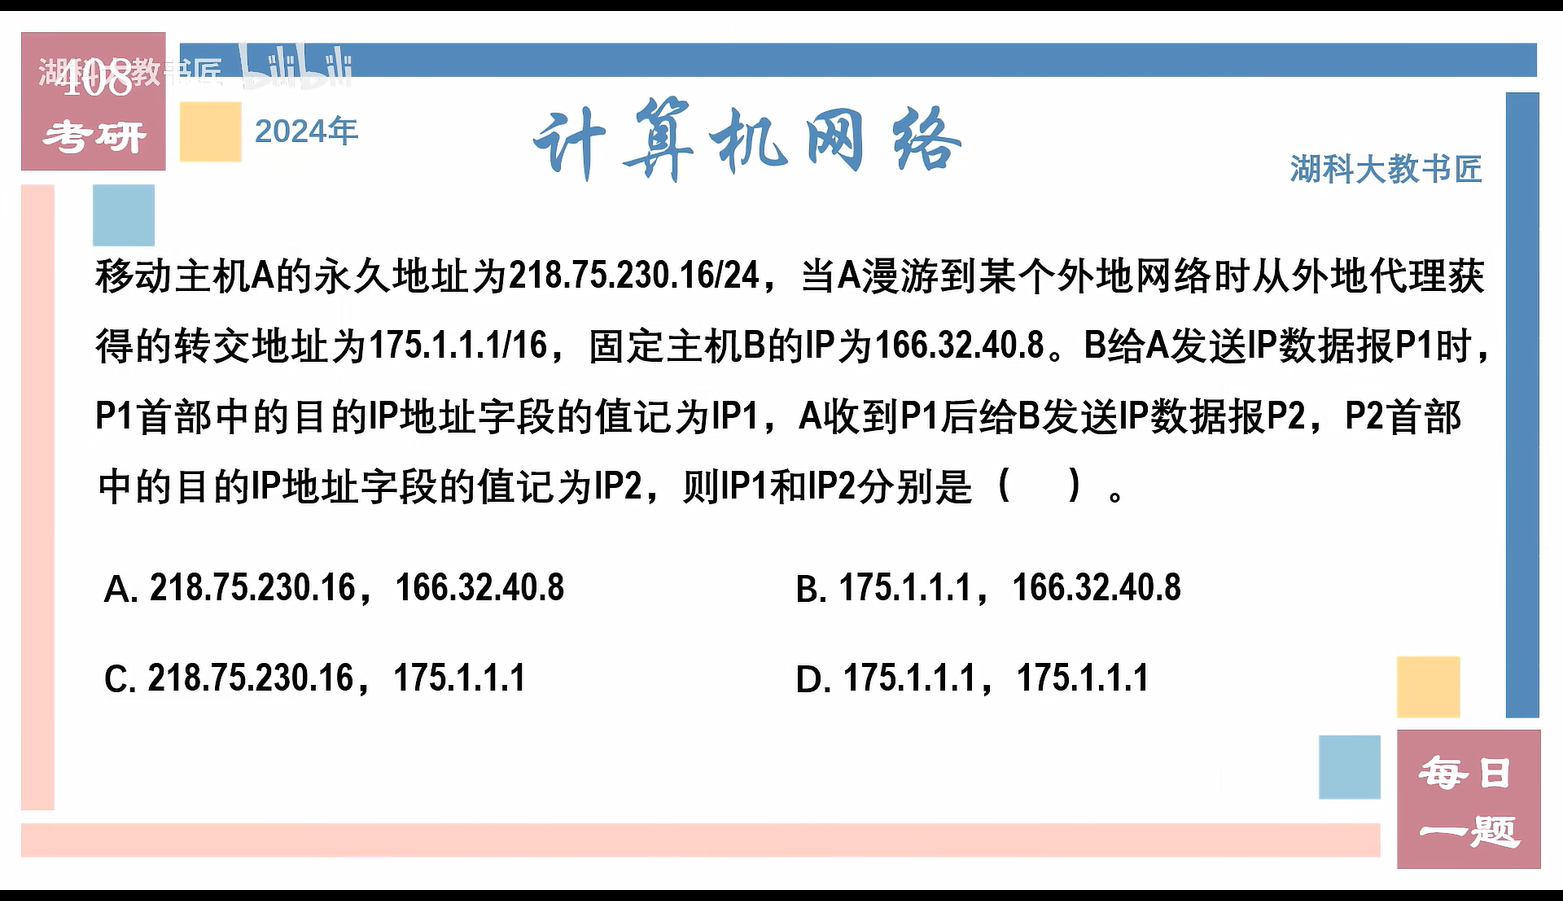 408
湖科大教书匠 bilibili
考研
2024年
计算机网络
湖科大教书匠
移动主机A的永久地址为218.75.230.16/24，当A漫游到某个外地网络时从外地代理获
得的转交地址为175.1.1.1/16，固定主机B的IP为166.32.40.8。B给A发送IP数据报P1时，
P1首部中的目的IP地址字段的值记为IP1，A收到P1后给B发送IP数据报P2，P2首部
中的目的IP地址字段的值记为IP2，则IP1和IP2分别是（ ）。
A. 218.75.230.16，166.32.40.8
B. 175.1.1.1，166.32.40.8
C. 218.75.230.16，175.1.1.1
D. 175.1.1.1，175.1.1.1
每日
一题